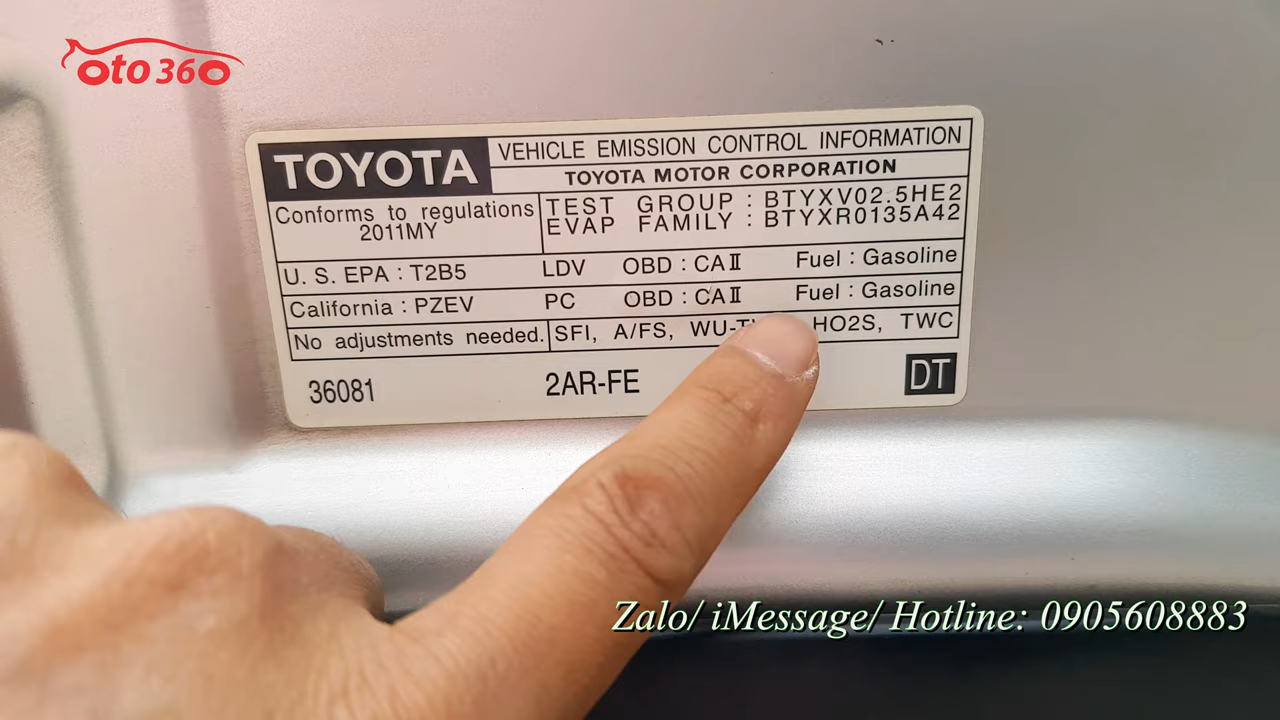 oto 360
TOYOTA
VEHICLE EMISSION CONTROL INFORMATION
TOYOTA MOTOR CORPORATION
Conforms to regulations
2011MY
TEST GROUP : BTYXV02.5HE2
EVAP FAMILY : BTYXR0135A42
U. S. EPA : T2B5 LDV OBD : CAⅡ Fuel : Gasoline
California : PZEV PC OBD : CAⅡ Fuel : Gasoline
No adjustments needed. SFI, A/FS, HO2S, TWC
36081 2AR-FE DT
Zalo/ iMessage/ Hotline: 0905608883